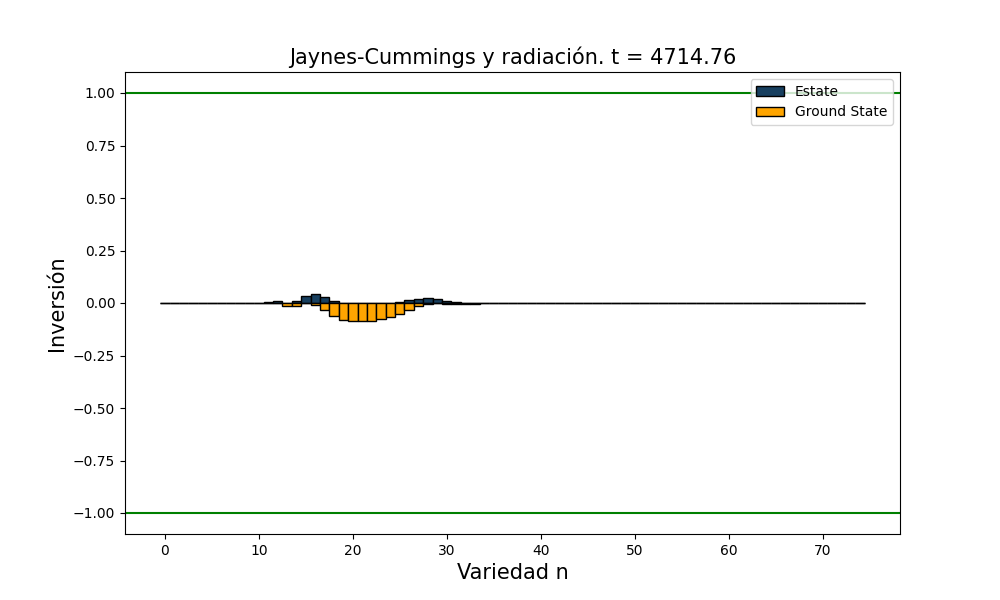 Jaynes-Cummings y radiación. t = 4714.76
Estate
Ground State
1.00
0.75
0.50
0.25
0.00
−0.25
−0.50
−0.75
−1.00
Inversión
0 10 20 30 40 50 60 70
Variedad n